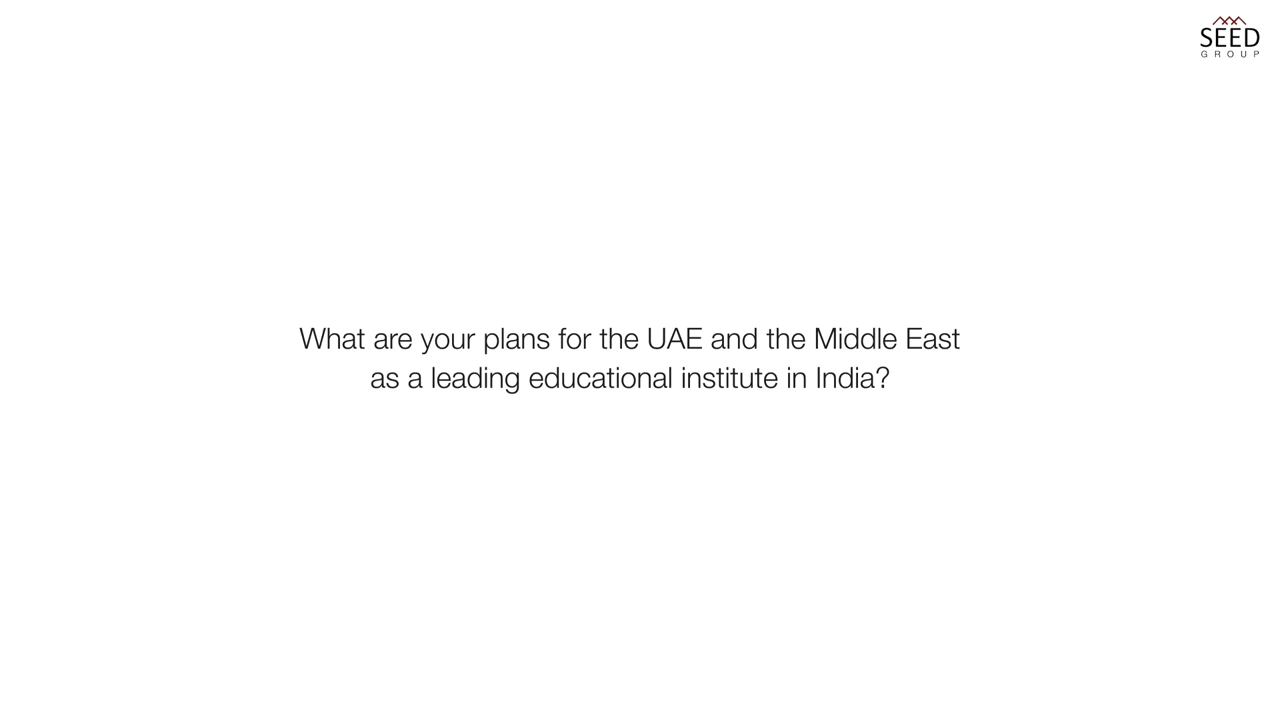 SEED
GROUP
What are your plans for the UAE and the Middle East
as a leading educational institute in India?